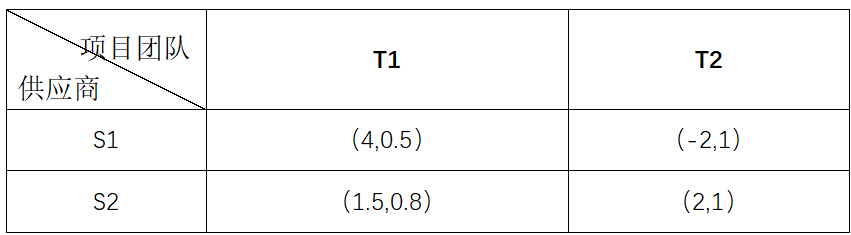 项目团队 T1 T2
供应商
S1 （4,0.5） （-2,1）
S2 （1.5,0.8） （2,1）